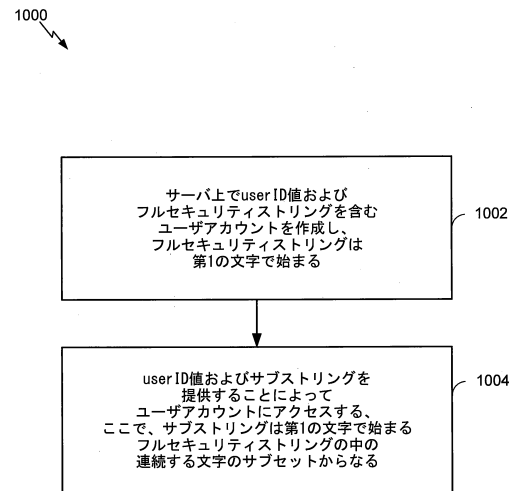 1000
サーバ上でuserID値および
フルセキュリティストリングを含む
ユーザアカウントを作成し、
フルセキュリティストリングは
第1の文字で始まる
1002
userID値およびサブストリングを
提供することによって
ユーザアカウントにアクセスする、
ここで、サブストリングは第1の文字で始まる
フルセキュリティストリングの中の
連続する文字のサブセットからなる
1004